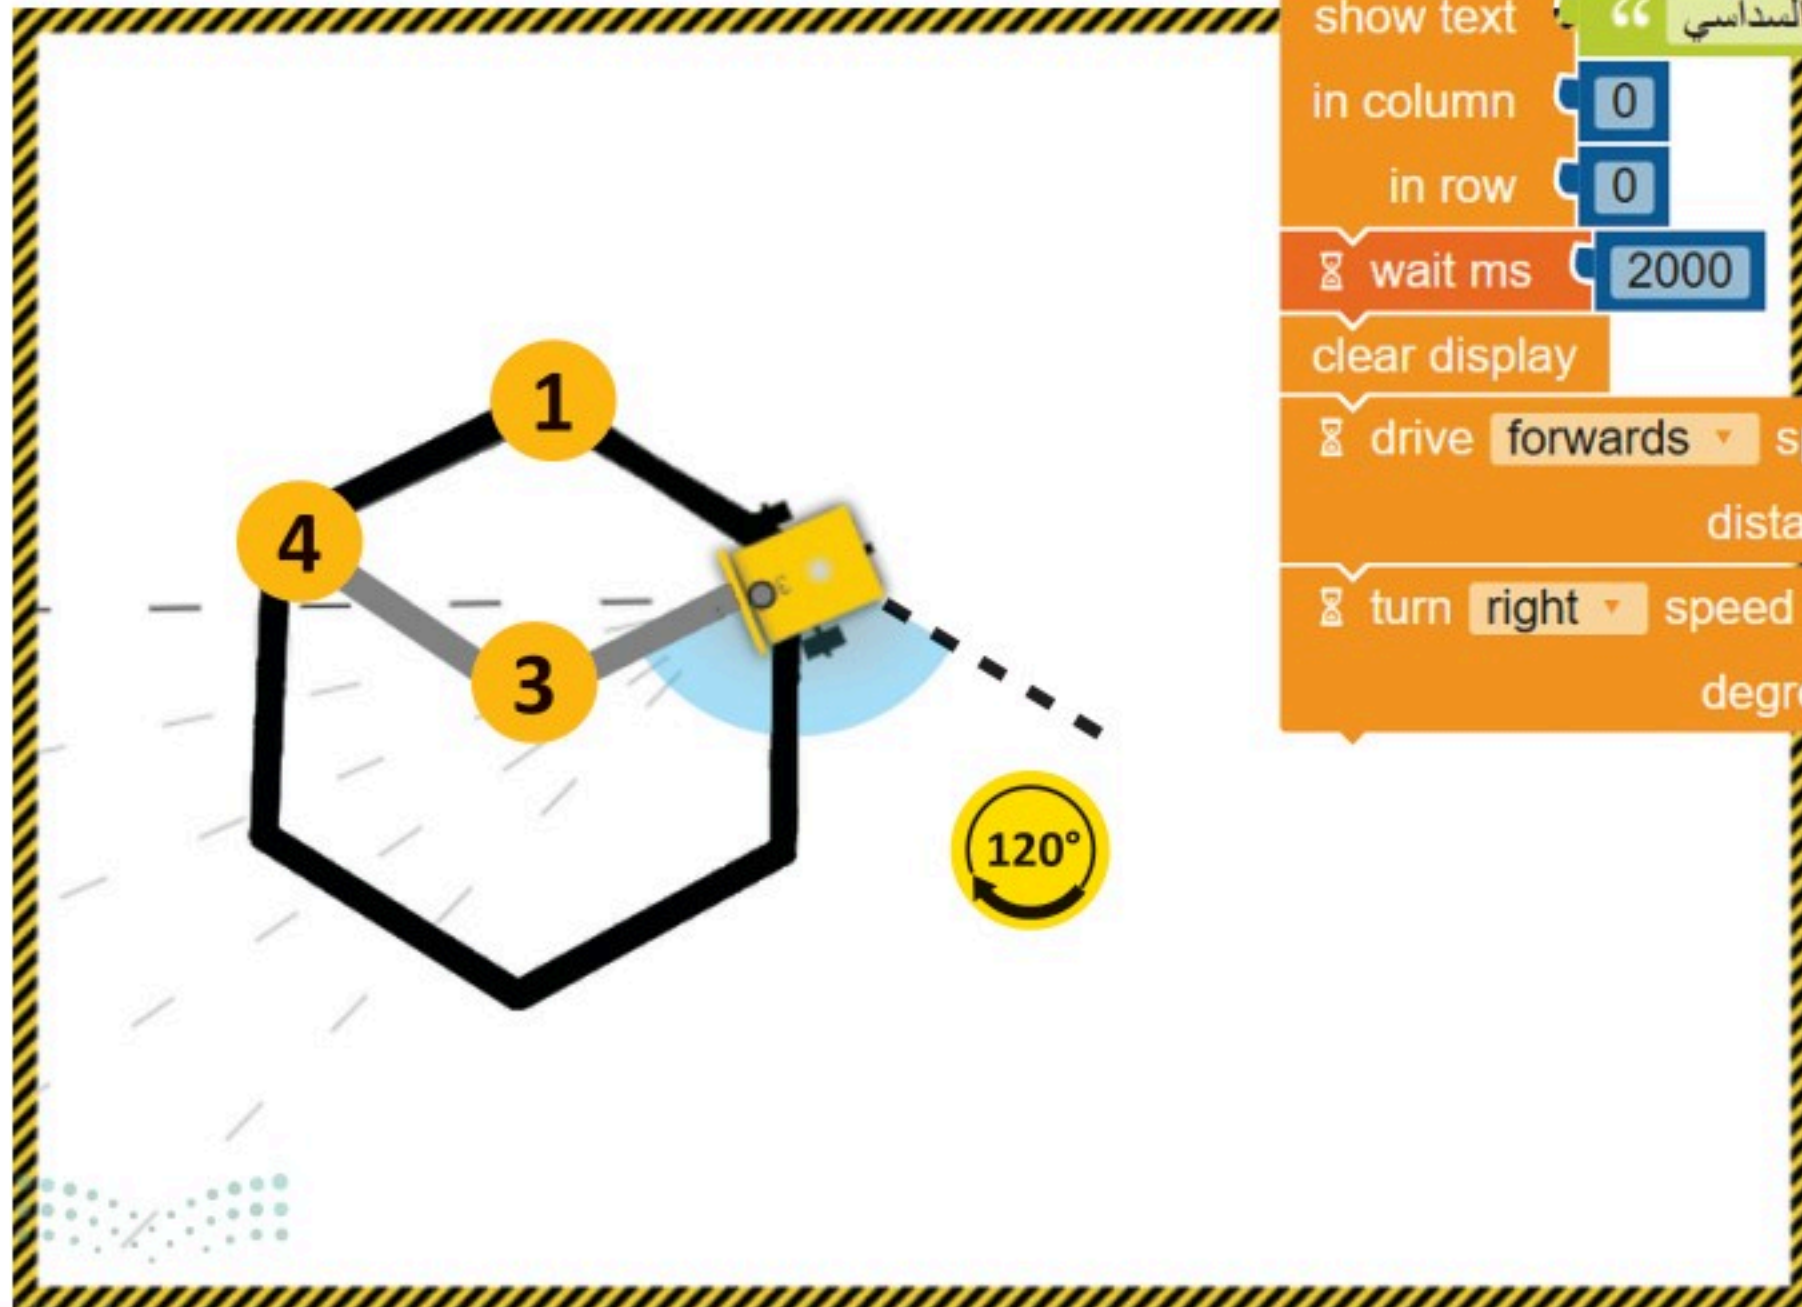 show text “ السداسي
in column 0
in row 0
wait ms 2000
clear display
drive forwards
turn right speed
1
4
3
3
120°